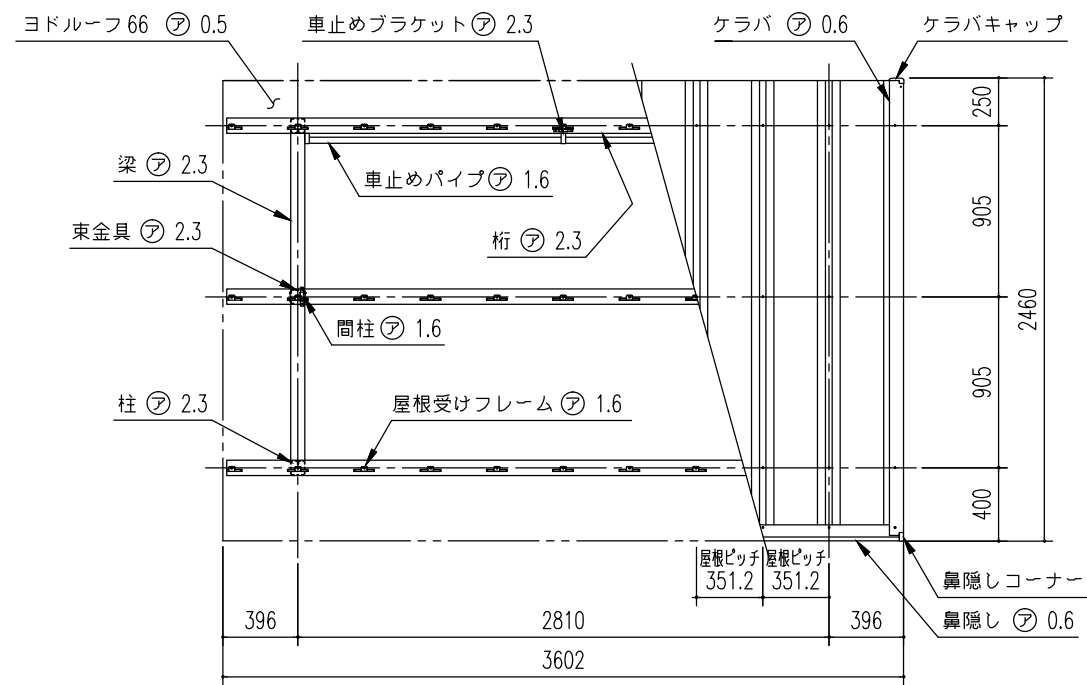 ヨドルーフ66 ㋐ 0.5
車止めブラケット ㋐ 2.3
ケラバ ㋐ 0.6
ケラバキャップ
250
梁 ㋐ 2.3
車止めパイプ ㋐ 1.6
905
束金具 ㋐ 2.3
桁 ㋐ 2.3
2460
間柱 ㋐ 1.6
905
柱 ㋐ 2.3
屋根受けフレーム ㋐ 1.6
400
屋根ピッチ
351.2
屋根ピッチ
351.2
鼻隠しコーナー
鼻隠し ㋐ 0.6
396
2810
396
3602